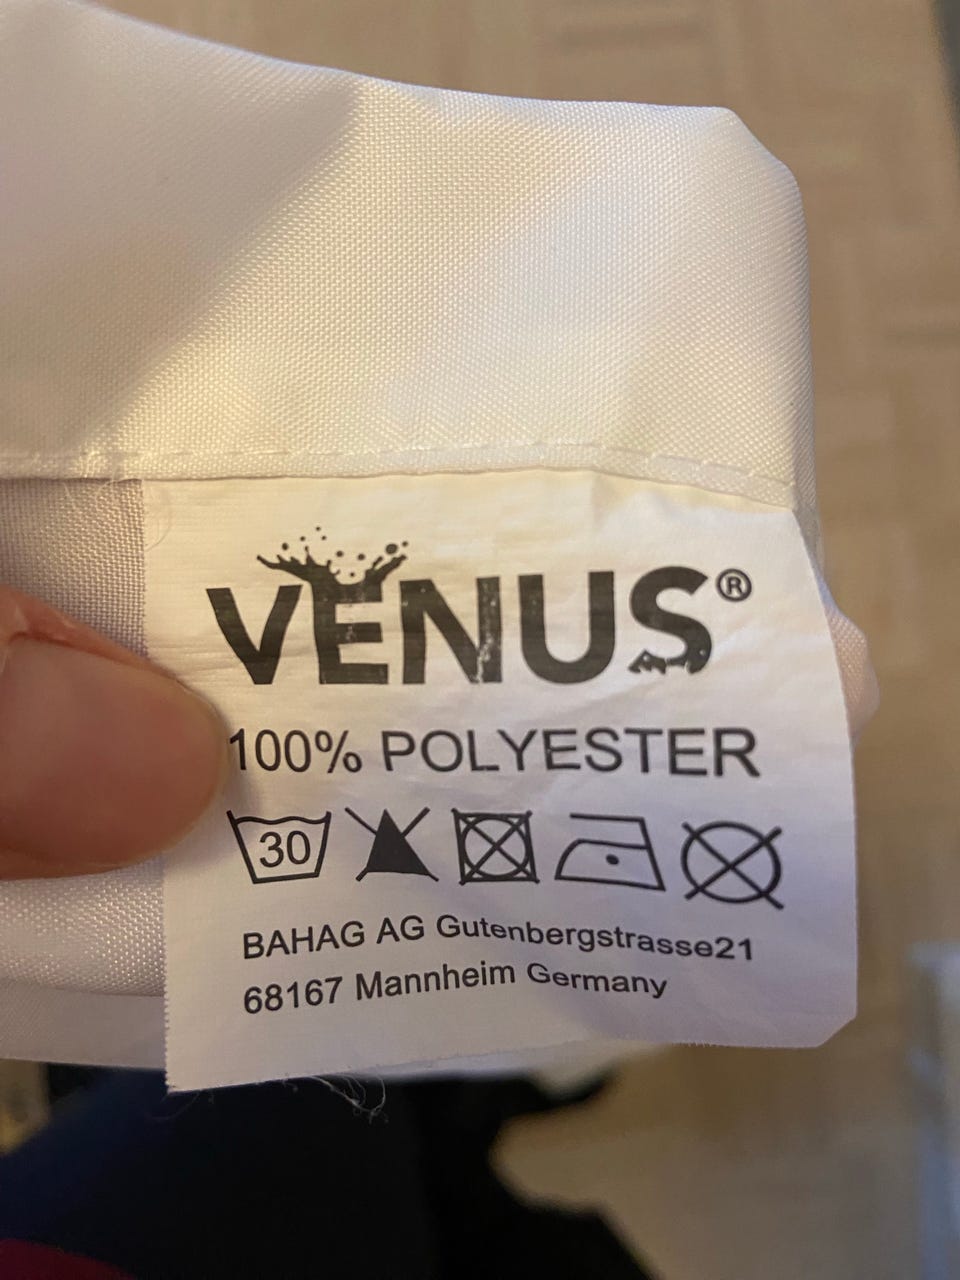 VENUS®
100% POLYESTER
30
BAHAG AG Gutenbergstrasse21
68167 Mannheim Germany